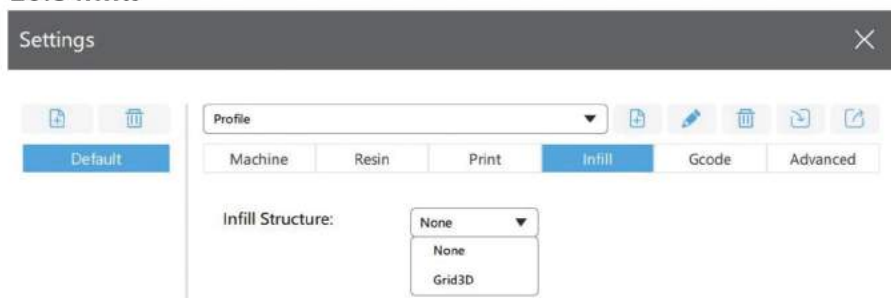 Settings
Profile
Default
Machine Resin Print Infill Gcode Advanced
Infill Structure:
None
None
Grid3D